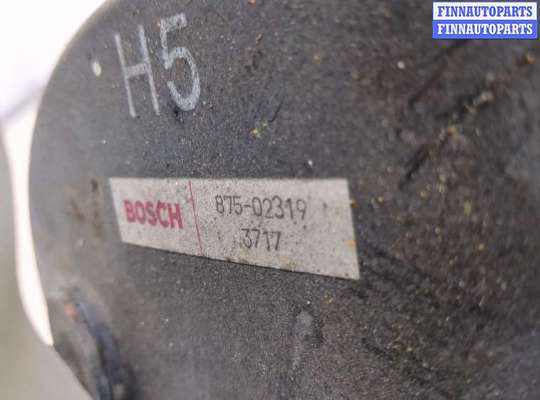 FINNAUTOPARTS
FINNAUTOPARTS
H5
BOSCH 875-02319
3717